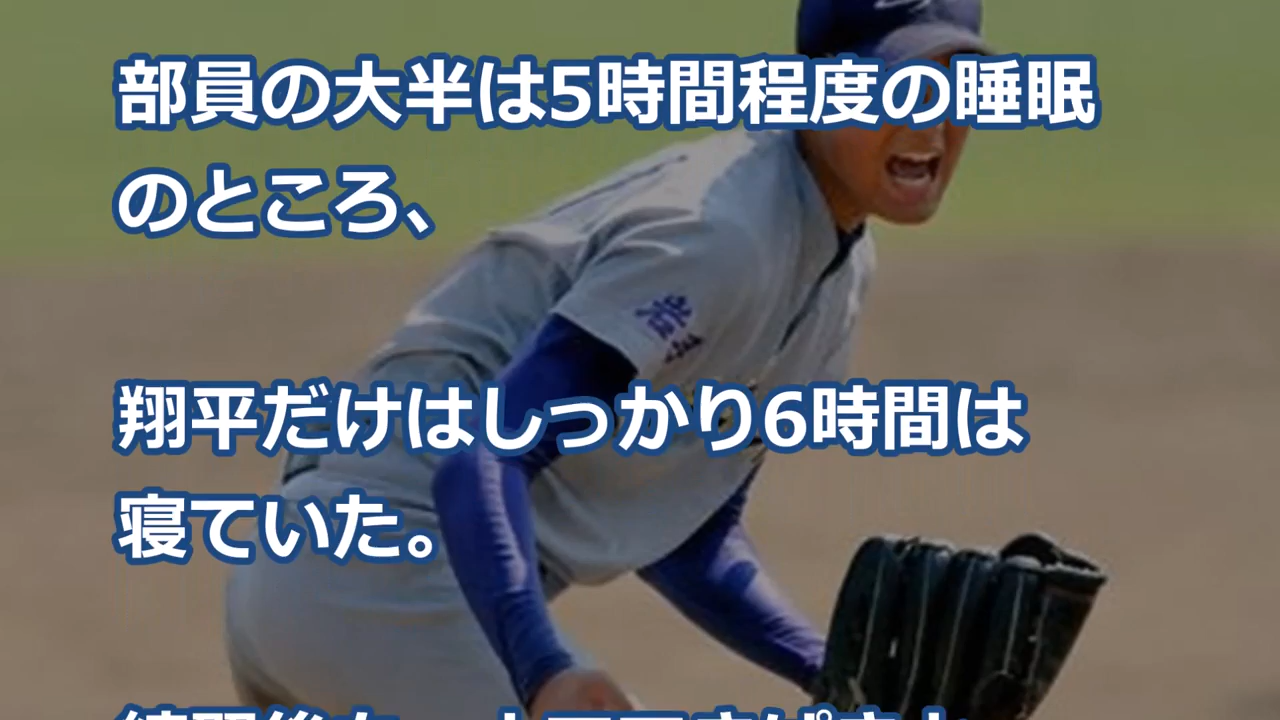 部員の大半は5時間程度の睡眠
のところ、
翔平だけはしっかり6時間は
寝ていた。